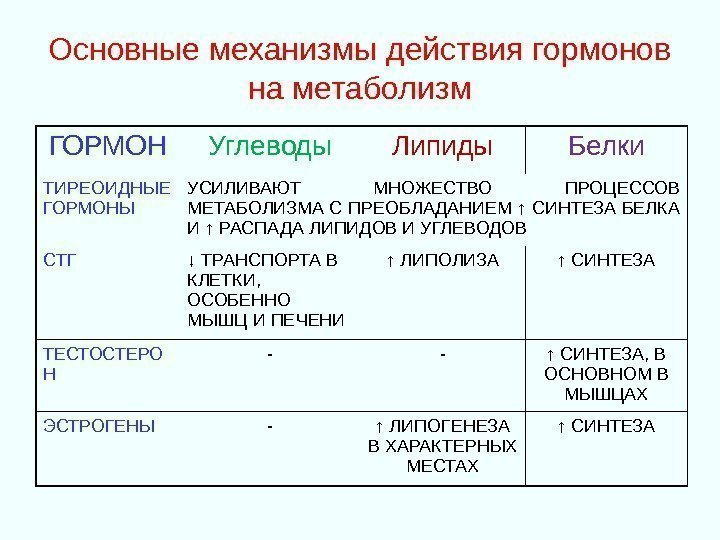 Основные механизмы действия гормонов
на метаболизм
ГОРМОН Углеводы Липиды Белки
ТИРЕОИДНЫЕ
ГОРМОНЫ
УСИЛИВАЮТ МНОЖЕСТВО ПРОЦЕССОВ
МЕТАБОЛИЗМА С ПРЕОБЛАДАНИЕМ ↑ СИНТЕЗА БЕЛКА
И ↑ РАСПАДА ЛИПИДОВ И УГЛЕВОДОВ
СТГ
↓ ТРАНСПОРТА В
КЛЕТКИ,
ОСОБЕННО
МЫШЦ И ПЕЧЕНИ
↑ ЛИПОЛИЗА
↑ СИНТЕЗА
ТЕСТОСТЕРО
Н
-
-
↑ СИНТЕЗА, В
ОСНОВНОМ В
МЫШЦАХ
ЭСТРОГЕНЫ
-
↑ ЛИПОГЕНЕЗА
В ХАРАКТЕРНЫХ
МЕСТАХ
↑ СИНТЕЗА